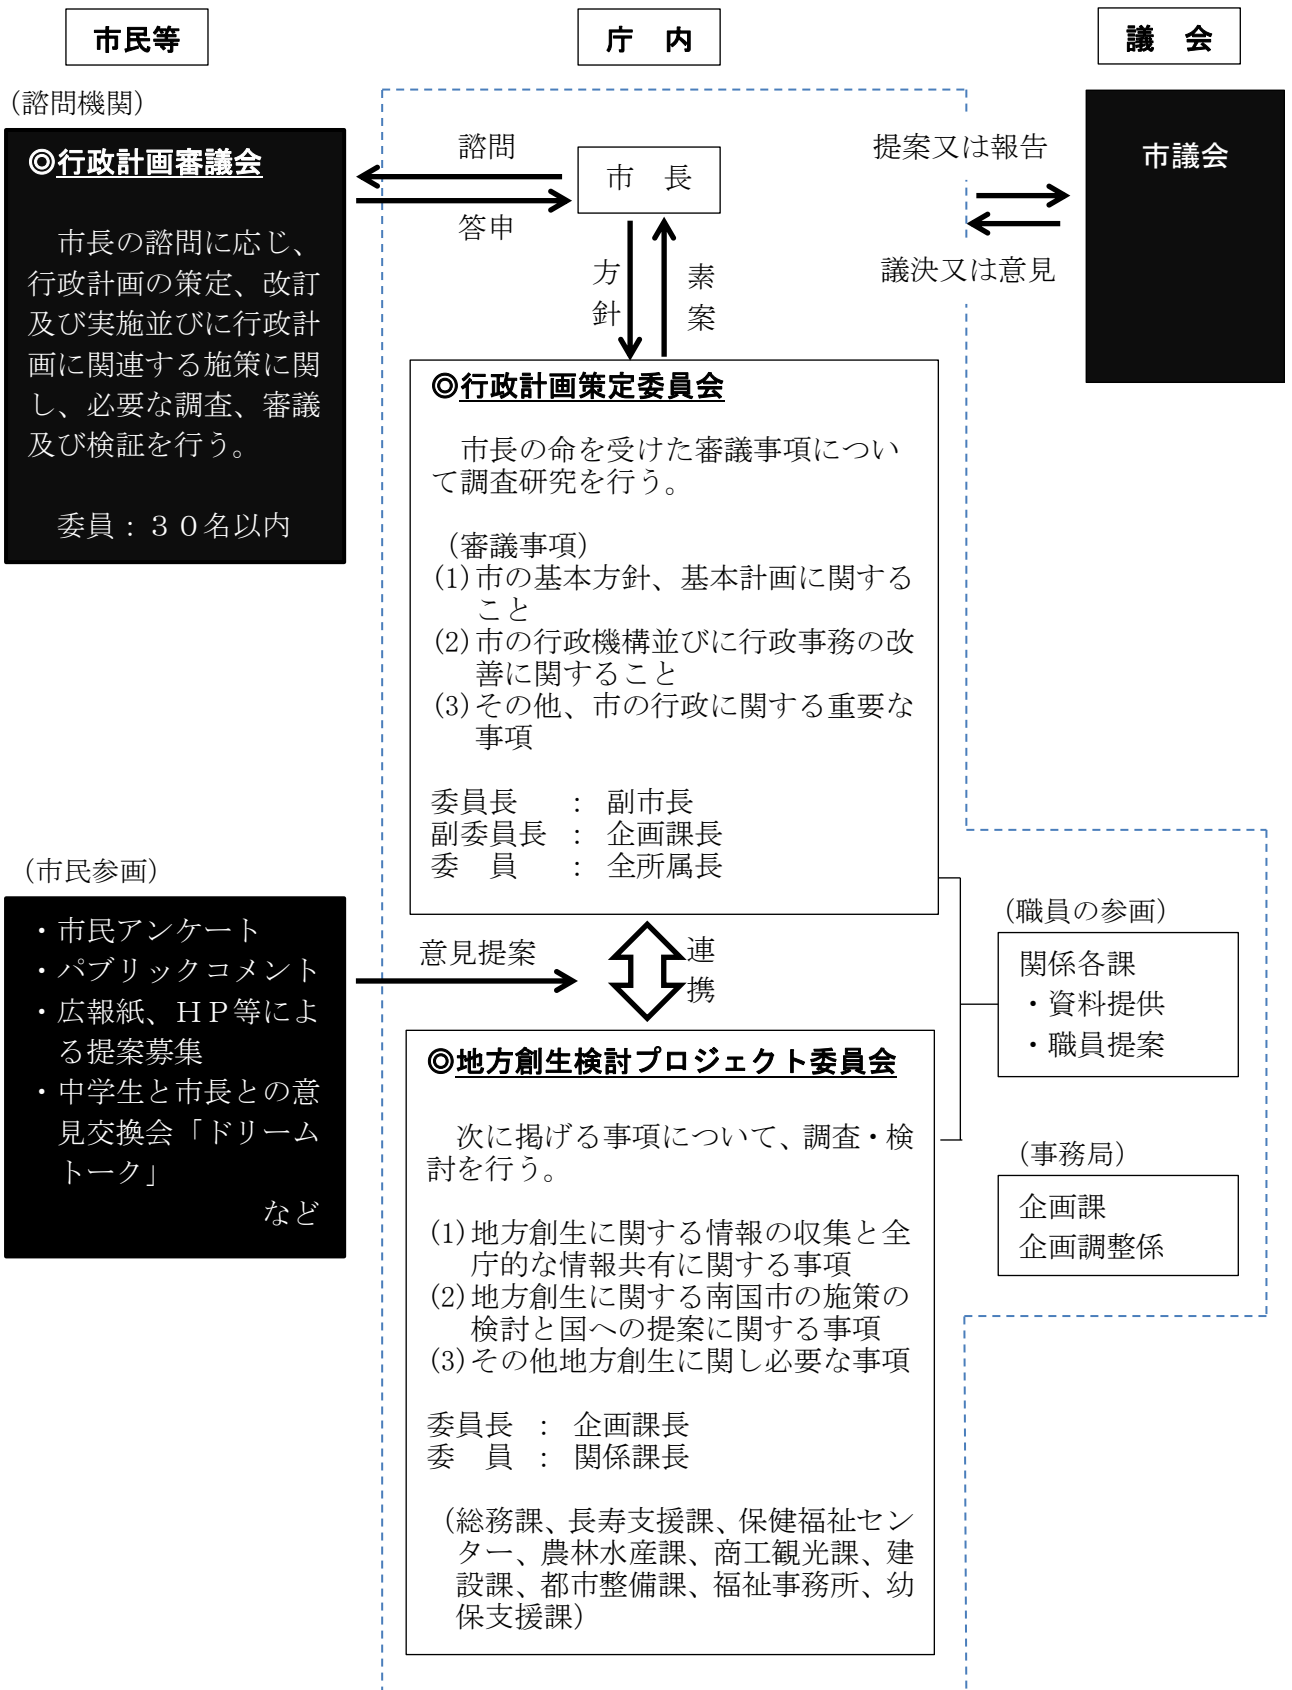 市民等
庁　内
議　会
（諮問機関）
◎行政計画審議会
市長の諮問に応じ、
行政計画の策定、改訂
及び実施並びに行政計
画に関連する施策に関
し、必要な調査、審議
及び検証を行う。
委員：３０名以内
諮問
答申
市　長
方針
素案
提案又は報告
議決又は意見
市議会
◎行政計画策定委員会
市長の命を受けた審議事項につい
て調査研究を行う。
（審議事項）
(1)市の基本方針、基本計画に関する
こと
(2)市の行政機構並びに行政事務の改
善に関すること
(3)その他、市の行政に関する重要な
事項
委員長　：　副市長
副委員長　：　企画課長
委　員　：　全所属長
（市民参画）
・市民アンケート
・パブリックコメント
・広報紙、ＨＰ等によ
る提案募集
・中学生と市長との意
見交換会「ドリーム
トーク」
など
意見提案
連携
（職員の参画）
関係各課
・資料提供
・職員提案
（事務局）
企画課
企画調整係
◎地方創生検討プロジェクト委員会
次に掲げる事項について、調査・検
討を行う。
(1)地方創生に関する情報の収集と全
庁的な情報共有に関する事項
(2)地方創生に関する南国市の施策の
検討と国への提案に関する事項
(3)その他地方創生に関し必要な事項
委員長　：　企画課長
委　員　：　関係課長
（総務課、長寿支援課、保健福祉セン
ター、農林水産課、商工観光課、建
設課、都市整備課、福祉事務所、幼
保支援課）